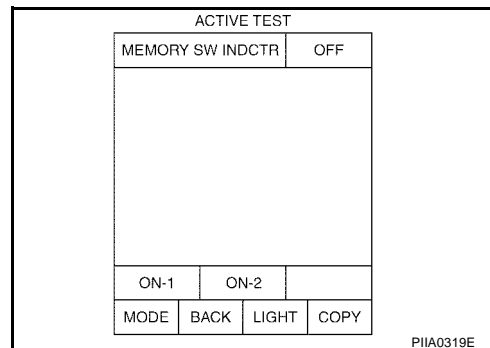 ACTIVE TEST
MEMORY SW INDCTR OFF
ON-1 ON-2
MODE BACK LIGHT COPY
PIIA0319E